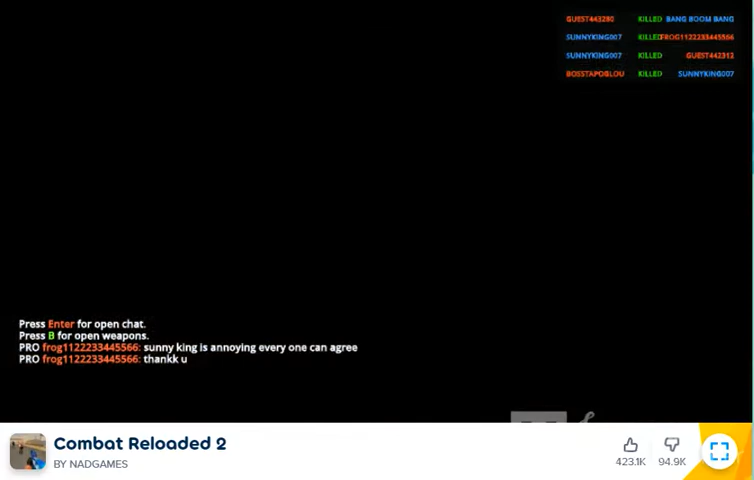 GUEST443280 KILLED BANG BOOM BANG
SUNNYKING007 KILLED FROG1122233445566
SUNNYKING007 KILLED GUEST442312
BOSSTAPOGLOU KILLED SUNNYKING007
Press Enter for open chat.
Press B for open weapons.
PRO frog1122233445566: sunny king is annoying every one can agree
PRO frog1122233445566: thankk u
Combat Reloaded 2
BY NADGAMES
423.1K 94.9K